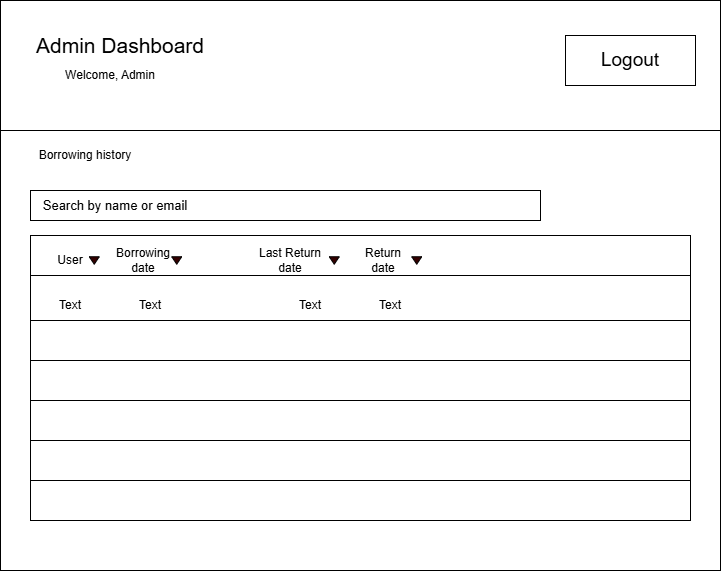 Admin Dashboard
Logout
Welcome, Admin
Borrowing history
Search by name or email
User
Borrowing
date
Last Return
date
Return
date
Text
Text
Text
Text